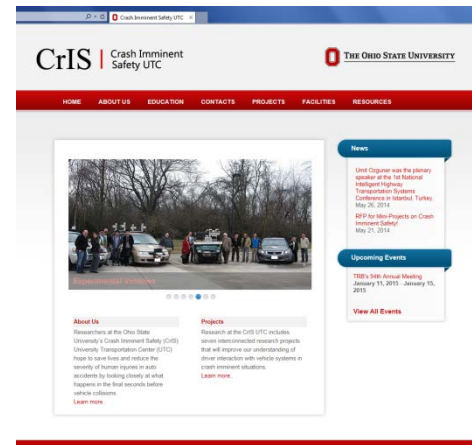 Crash Imminent Safety UTC
CrIS
Crash Imminent
Safety UTC
THE OHIO STATE UNIVERSITY
HOME ABOUT US EDUCATION CONTACTS PROJECTS FACILITIES RESOURCES
Experimental Vehicles
About Us
Researchers at the Ohio State
University's Crash Imminent Safety (CrIS)
University Transportation Center (UTC)
hope to save lives and reduce the
severity of human injuries in auto
accidents by looking closely at what
happens in the final seconds before
vehicle collisions.
Learn more
Projects
Research at the CrIS UTC includes
seven interconnected research projects
that will improve our understanding of
driver interaction with vehicle systems in
crash imminent situations.
Learn more
News
Umit Ozguner was the plenary
speaker at the 1st National
Intelligent Highway
Transportation Systems
Conference in Istanbul, Turkey
May 26, 2014
RFP for Mini-Projects on Crash
Imminent Safety!
May 21, 2014
Upcoming Events
TRB's 94th Annual Meeting
January 11, 2015 - January 15,
2015
View All Events